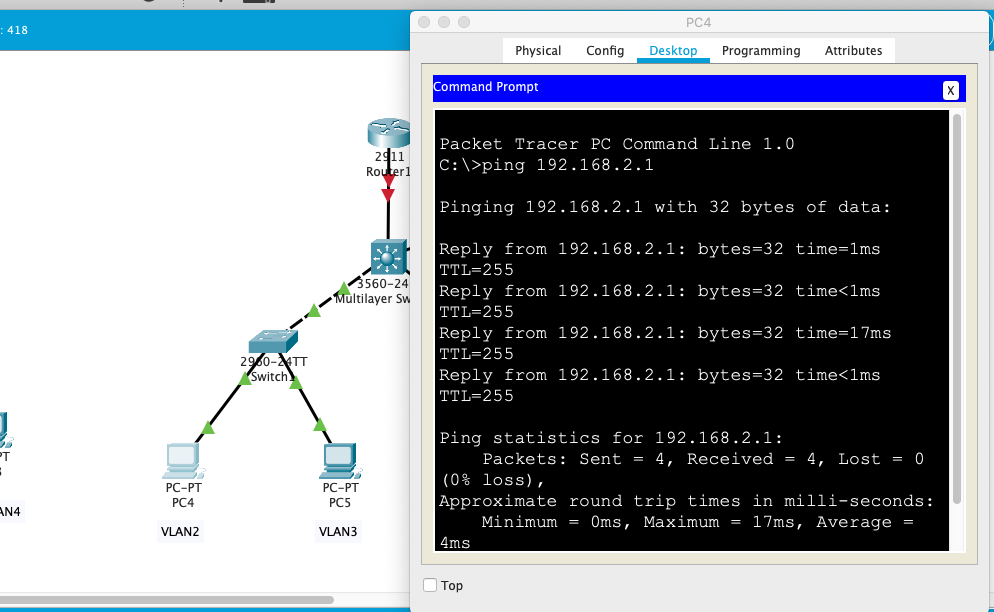 : 418
PC4
Physical
Config
Desktop
Programming
Attributes
Command Prompt
X
Packet Tracer PC Command Line 1.0
C:\>ping 192.168.2.1
Pinging 192.168.2.1 with 32 bytes of data:
Reply from 192.168.2.1: bytes=32 time=1ms
TTL=255
Reply from 192.168.2.1: bytes=32 time<1ms
TTL=255
Reply from 192.168.2.1: bytes=32 time=17ms
TTL=255
Reply from 192.168.2.1: bytes=32 time<1ms
TTL=255
Ping statistics for 192.168.2.1:
Packets: Sent = 4, Received = 4, Lost = 0
(0% loss),
Approximate round trip times in milli-seconds:
Minimum = 0ms, Maximum = 17ms, Average =
4ms
Top
2911
Router1
3560-24
Multilayer Sw
2960-24TT
Switch1
PC-PT
PC4
VLAN2
PC-PT
PC5
VLAN3
PT
AN4